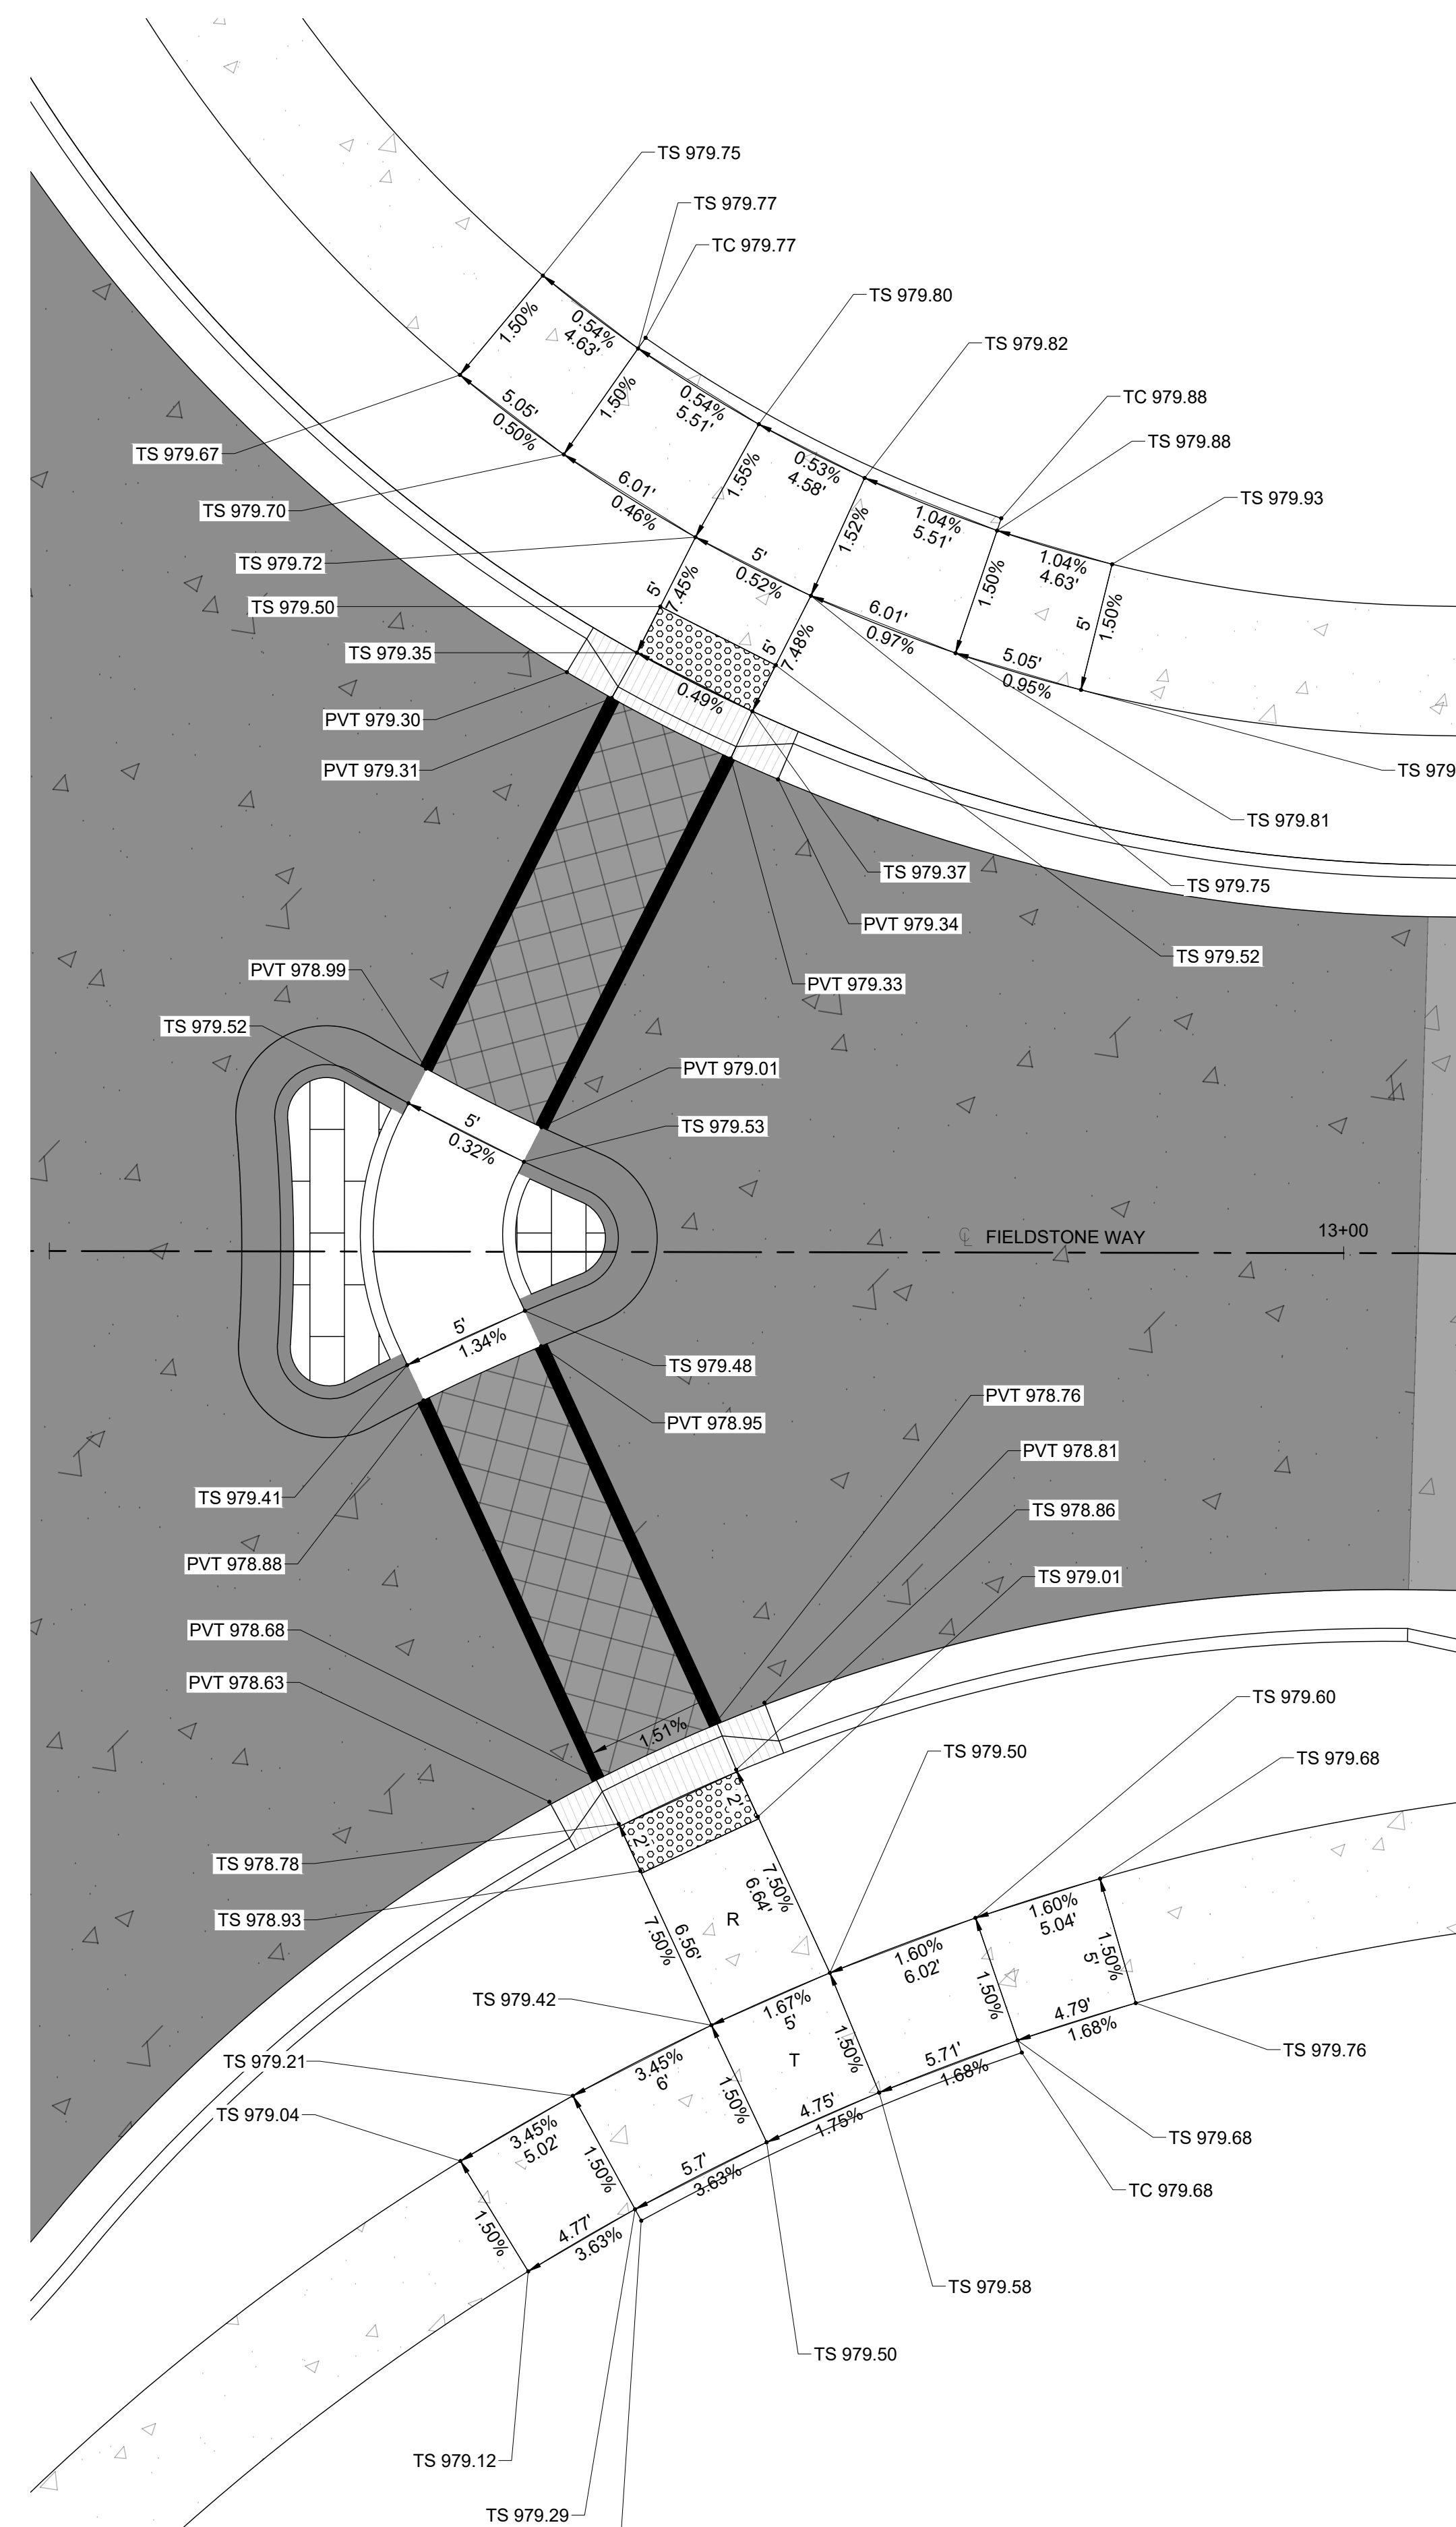 TS 979.75
TS 979.77
TC 979.77
TS 979.80
TS 979.82
TC 979.88
TS 979.88
TS 979.93
1.50%
0.54%
4.63'
1.50%
0.54%
5.51'
1.55%
0.53%
4.58'
1.52%
1.04%
5.51'
1.50%
1.04%
4.63'
5'
1.50%
5.05'
0.50%
6.01'
0.46%
5'
0.52%
6.01'
0.97%
5.05'
0.95%
TS 979.67
TS 979.70
TS 979.72
TS 979.50
TS 979.35
PVT 979.30
PVT 979.31
5'
7.45%
5'
7.48%
0.49%
TS 979
TS 979.81
TS 979.75
TS 979.37
PVT 979.34
TS 979.52
PVT 979.33
PVT 978.99
TS 979.52
PVT 979.01
TS 979.53
5'
0.32%
℄ FIELDSTONE WAY
13+00
5'
1.34%
TS 979.48
PVT 978.95
PVT 978.76
PVT 978.81
TS 978.86
TS 979.01
TS 979.41
PVT 978.88
PVT 978.68
PVT 978.63
1.51%
TS 979.60
TS 979.50
TS 979.68
TS 978.78
TS 978.93
2'
2'
7.50%
6.64'
R
6.56'
7.50%
1.60%
5.04'
1.50%
5'
1.60%
6.02'
1.50%
4.79'
1.68%
TS 979.76
TS 979.42
1.67%
5'
T
1.50%
5.71'
1.68%
TS 979.21
3.45%
6'
1.50%
4.75'
1.75%
TS 979.04
3.45%
5.02'
1.50%
5.7'
3.63%
1.50%
4.77'
3.63%
TS 979.68
TC 979.68
TS 979.58
TS 979.50
TS 979.12
TS 979.29